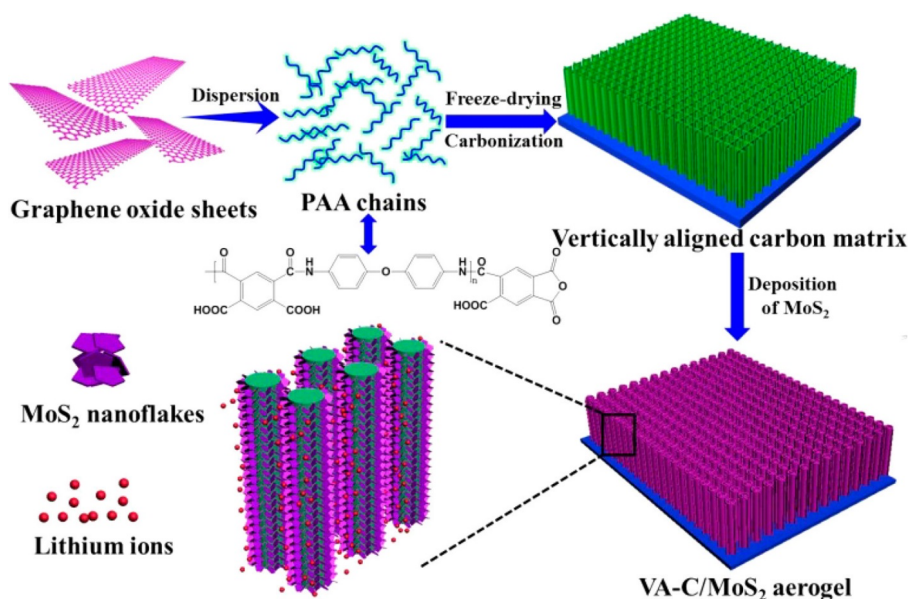 Dispersion
Freeze-drying
Carbonization
Graphene oxide sheets
PAA chains
Vertically aligned carbon matrix
O
O
O
C
C
N
H
O
N
H
n
C
O
O
O
HOOC
COOH
HOOC
Deposition
of MoS₂
MoS₂ nanoflakes
Lithium ions
VA-C/MoS₂ aerogel